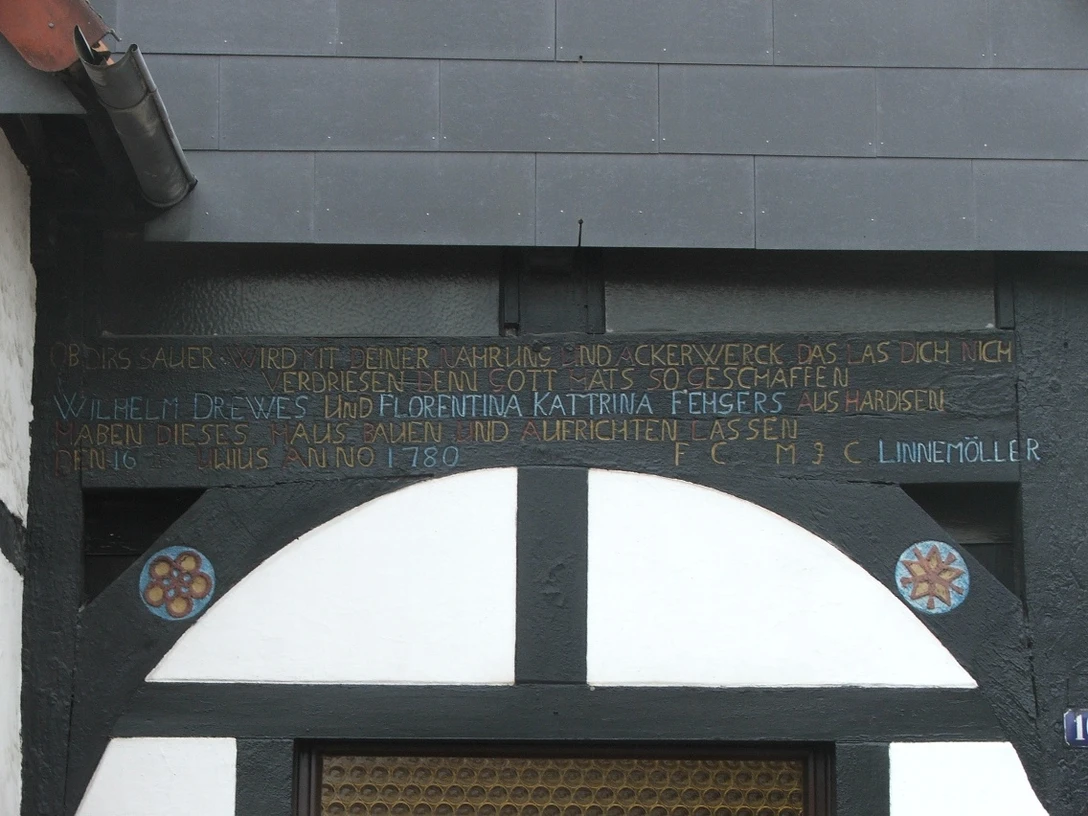 OB DIRS SAUER WIRD MIT DEINER NAHRUNG UND ACKERWERCK DAS LAS DICH NICH
VERDRIESEN DENN GOTT HATS SO GESCHAFFEN
WILHELM DREWES UND FLORENTINA KATTRINA FEHSERS AUS HARDISEN
HABEN DIESES HAUS BAUEN UND AUFRICHTEN LASSEN
DEN 16 JULIUS ANNO 1780 F C M Z C LINNEMÖLLER
10